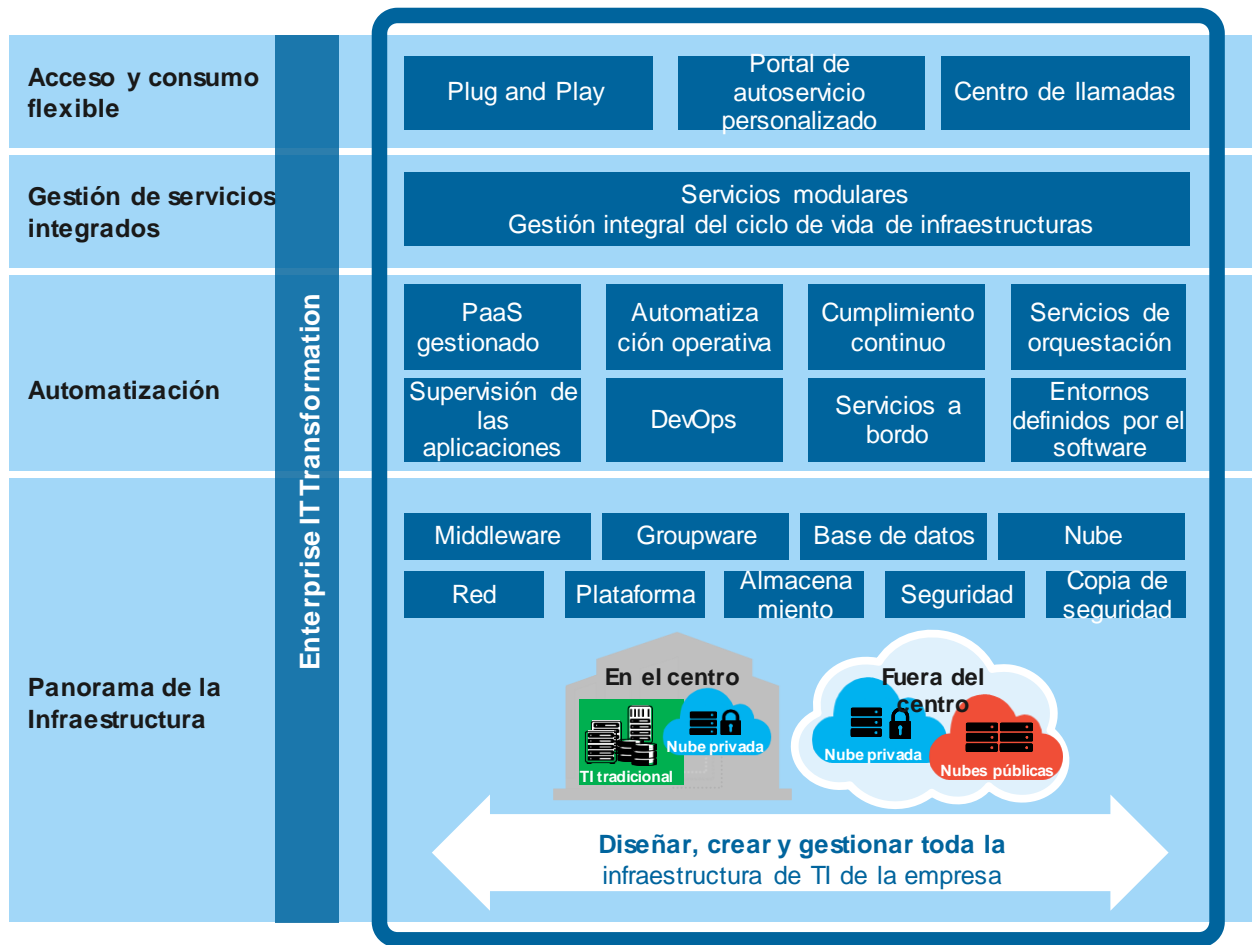 Acceso y consumo
flexible
Plug and Play
Portal de
autoservicio
personalizado
Centro de llamadas
Gestión de servicios
integrados
Servicios modulares
Gestión integral del ciclo de vida de infraestructuras
Enterprise IT Transformation
Automatización
PaaS
gestionado
Automatiza
ción operativa
Cumplimiento
continuo
Servicios de
orquestación
Supervisión de
las
aplicaciones
DevOps
Servicios a
bordo
Entornos
definidos por el
software
Panorama de la
Infraestructura
Middleware
Groupware
Base de datos
Nube
Red
Plataforma
Almacena
miento
Seguridad
Copia de
seguridad
En el centro
TI tradicional
Nube privada
Fuera del
centro
Nube privada
Nubes públicas
Diseñar, crear y gestionar toda la
infraestructura de TI de la empresa